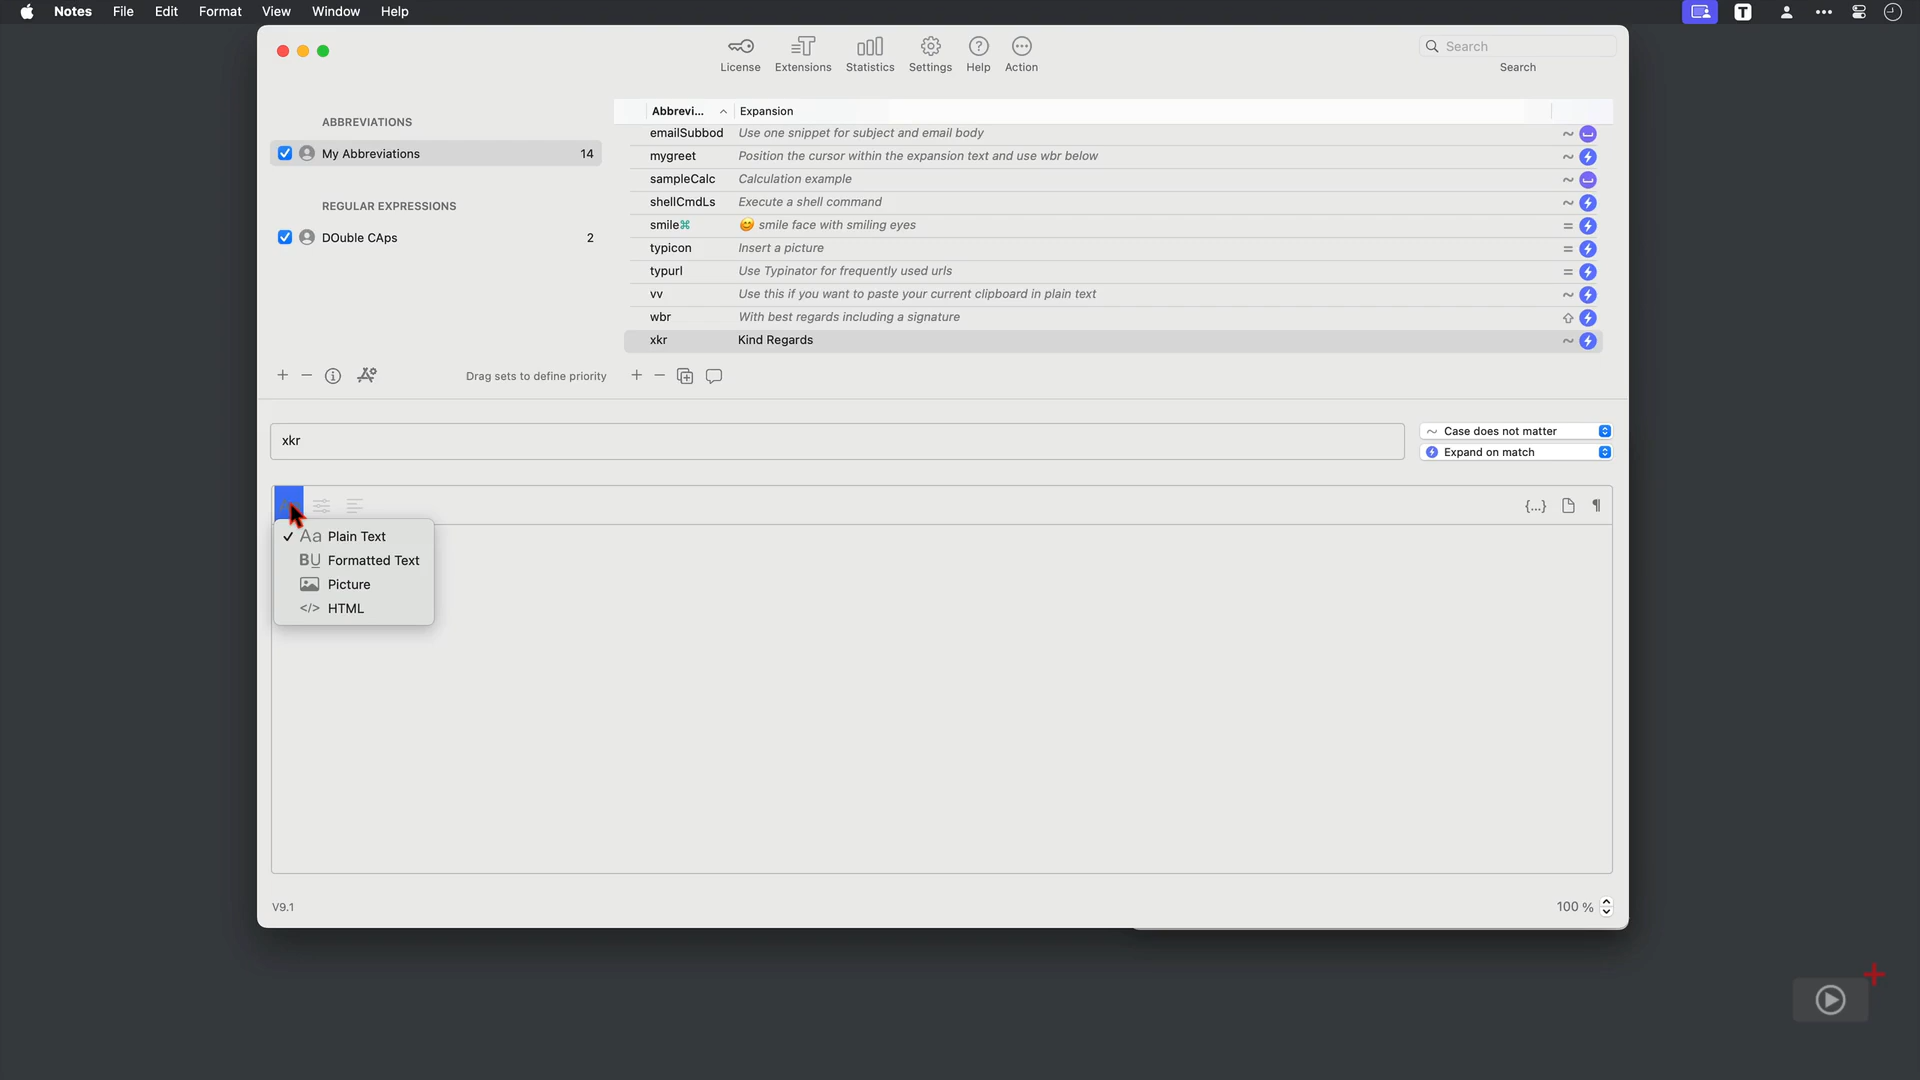 Notes File Edit Format View Window Help
T
License Extensions Statistics Settings Help Action
Search
Search
ABBREVIATIONS
My Abbreviations 14
REGULAR EXPRESSIONS
DOuble CAps 2
Abbrevi... Expansion
emailSubbod Use one snippet for subject and email body
mygreet Position the cursor within the expansion text and use wbr below
sampleCalc Calculation example
shellCmdLs Execute a shell command
smile⌘ 😊 smile face with smiling eyes
typicon Insert a picture
typurl Use Typinator for frequently used urls
vv Use this if you want to paste your current clipboard in plain text
wbr With best regards including a signature
xkr Kind Regards
Drag sets to define priority
xkr
Case does not matter
Expand on match
{...} ¶
✓ Aa Plain Text
BU Formatted Text
Picture
</> HTML
V9.1
100 %